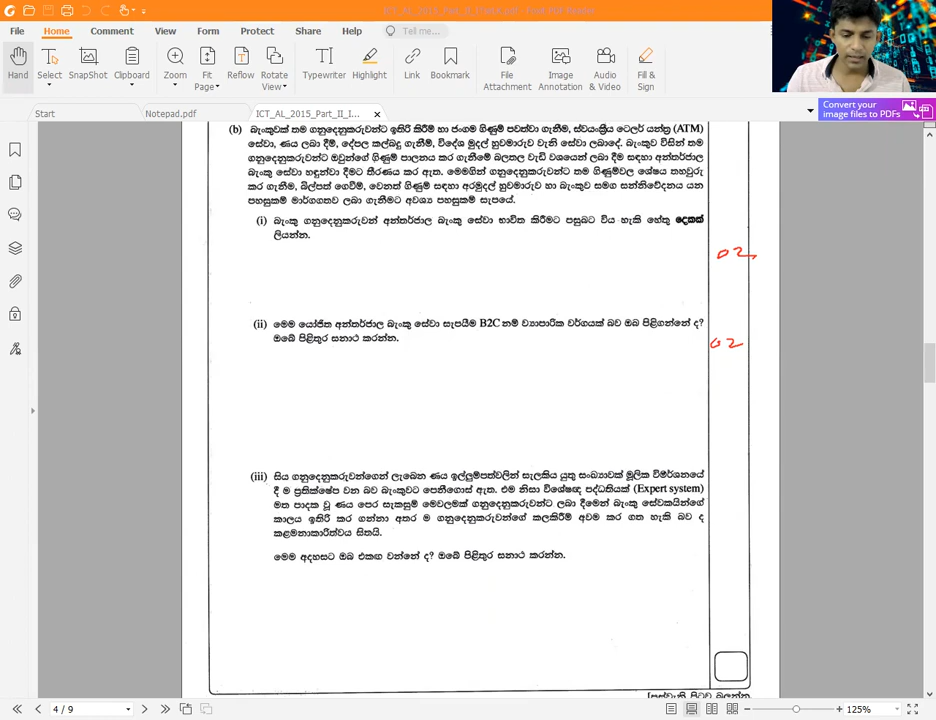 ICT_AL_2015_Part_II_Paper.pdf - Foxit PDF Reader
File Home Comment View Form Protect Share Help Tell me...
Hand Select SnapShot Clipboard Zoom Fit Page Reflow Rotate View Typewriter Highlight Link Bookmark File Attachment Image Annotation Audio & Video Fill & Sign
Start Notepad.pdf ICT_AL_2015_Part_II_I...
Convert your image files to PDFs
(b) බැංකුවක් තම ගනුදෙනුකරුවන්ට ඉතිරි කිරීම් හා ජංගම ගිණුම් පවත්වා ගැනීම, ස්වයංක්‍රීය ටෙලර් යන්ත්‍ර (ATM)
සේවා, ණය ලබා දීම්, දේපල කල්බදු ගැනීම්, විදේශ මුදල් හුවමාරුව වැනි සේවා ලබාදේ. බැංකුව විසින් තම
ගනුදෙනුකරුවන්ට ඔවුන්ගේ ගිණුම් පාලනය කර ගැනීමේ බලතල වැඩි වශයෙන් ලබා දීම සඳහා අන්තර්ජාල
බැංකු සේවා හඳුන්වා දීමට තීරණය කර ඇත. මෙමගින් ගනුදෙනුකරුවන්ට තම ගිණුම්වල ශේෂය තහවුරු
කර ගැනීම, බිල්පත් ගෙවීම්, වෙනත් ගිණුම් සඳහා අරමුදල් හුවමාරුව හා බැංකුව සමග සන්නිවේදනය යන
පහසුකම් මාර්ගගතව ලබා ගැනීමට අවශ්‍ය පහසුකම් සැපයේ.
(i) බැංකු ගනුදෙනුකරුවන් අන්තර්ජාල බැංකු සේවා භාවිත කිරීමට පසුබට විය හැකි හේතු දෙකක්
ලියන්න.
02
(ii) මෙම යෝජිත අන්තර්ජාල බැංකු සේවා සැපයීම B2C නම් ව්‍යාපාරික වර්ගයක් බව ඔබ පිළිගන්නේ ද?
ඔබේ පිළිතුර සනාථ කරන්න.
02
(iii) සිය ගනුදෙනුකරුවන්ගෙන් ලැබෙන ණය ඉල්ලුම්පත්වලින් සැලකිය යුතු සංඛ්‍යාවක් මූලික විමර්ශනයේ
දී ම ප්‍රතික්ෂේප වන බව බැංකුවට පෙනීගොස් ඇත. එම නිසා විශේෂඥ පද්ධතියක් (Expert system)
මත පාදක වූ ණය පෙර සැකසුම් මෙවලමක් ගනුදෙනුකරුවන්ට ලබා දීමෙන් බැංකු සේවකයින්ගේ
කාලය ඉතිරි කර ගන්නා අතර ම ගනුදෙනුකරුවන්ගේ කලකිරීම් අවම කර ගත හැකි බව ද
කළමනාකාරීත්වය සිතයි.
මෙම අදහසට ඔබ එකඟ වන්නේ ද? ඔබේ පිළිතුර සනාථ කරන්න.
[පස්වැනි පිටුව බලන්න
4 / 9 125%